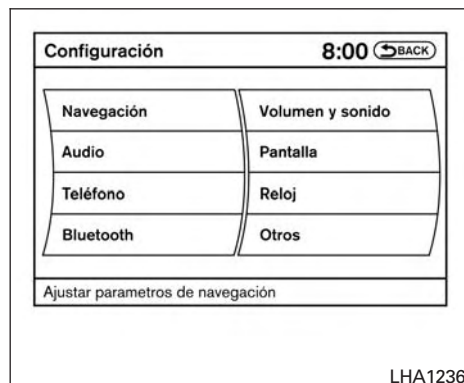 Configuración 8:00 BACK
Navegación Volumen y sonido
Audio Pantalla
Teléfono Reloj
Bluetooth Otros
Ajustar parametros de navegación
LHA1236